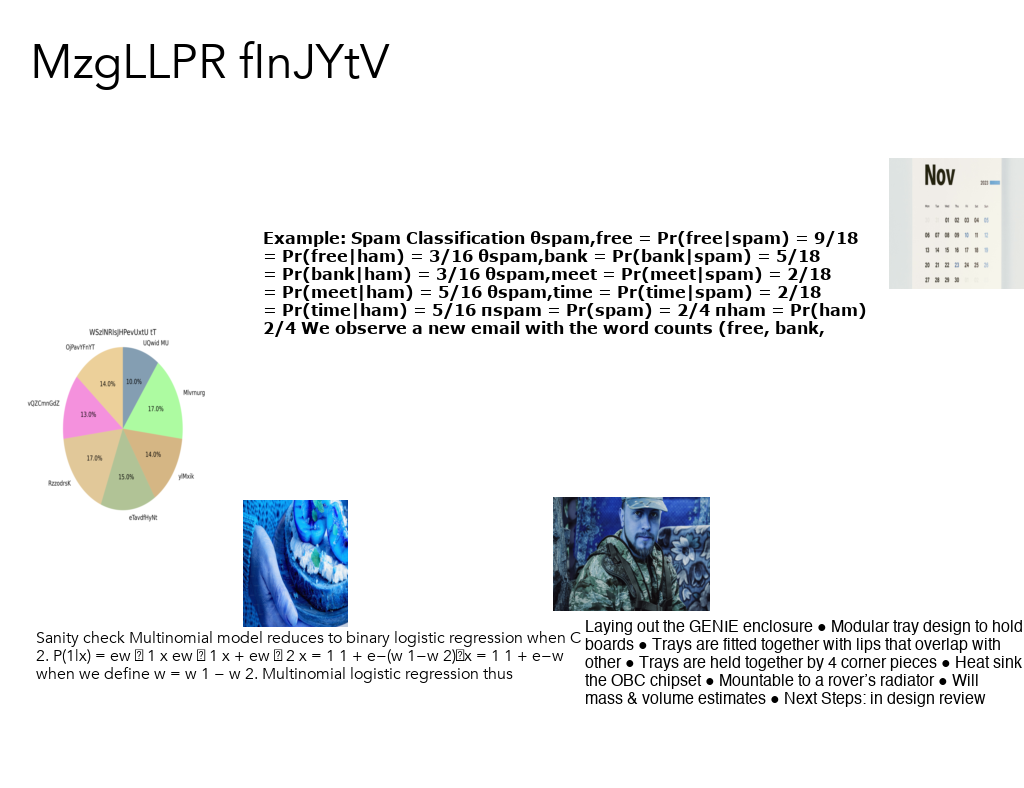 MzgLLPR flnJYtV
Nov
2023
01 02 03 04 05
06 07 08 09 10 11 12
13 14 15 16 17 18 19
20 21 22 23 24 25 26
27 28 29 30
Example: Spam Classification θspam,free = Pr(free|spam) = 9/18
= Pr(free|ham) = 3/16 θspam,bank = Pr(bank|spam) = 5/18
= Pr(bank|ham) = 3/16 θspam,meet = Pr(meet|spam) = 2/18
= Pr(meet|ham) = 5/16 θspam,time = Pr(time|spam) = 2/18
= Pr(time|ham) = 5/16 πspam = Pr(spam) = 2/4 πham = Pr(ham)
2/4 We observe a new email with the word counts (free, bank,
UQwid MU
OjPavYFnYT
14.0%
10.0%
Mlvrnurg
17.0%
vQZCmnGdZ
13.0%
17.0%
14.0%
15.0%
RzzodrsK
ylMxik
eTavdfHyNt
Sanity check Multinomial model reduces to binary logistic regression when C
2. P(1|x) = ew 1 x ew 1 x + ew 2 x = 1 1 + e−(w 1−w 2) x = 1 1 + e−w
when we define w = w 1 − w 2. Multinomial logistic regression thus
Laying out the GENIE enclosure ● Modular tray design to hold
boards ● Trays are fitted together with lips that overlap with
other ● Trays are held together by 4 corner pieces ● Heat sink
the OBC chipset ● Mountable to a rover's radiator ● Will
mass & volume estimates ● Next Steps: in design review